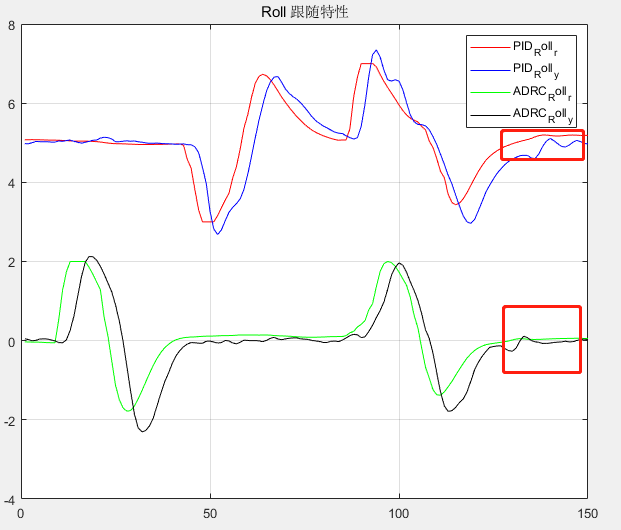 Roll 跟随特性
8
6
4
2
0
-2
-4
0 50 100 150
PID_Roll_r
PID_Roll_y
ADRC_Roll_r
ADRC_Roll_y